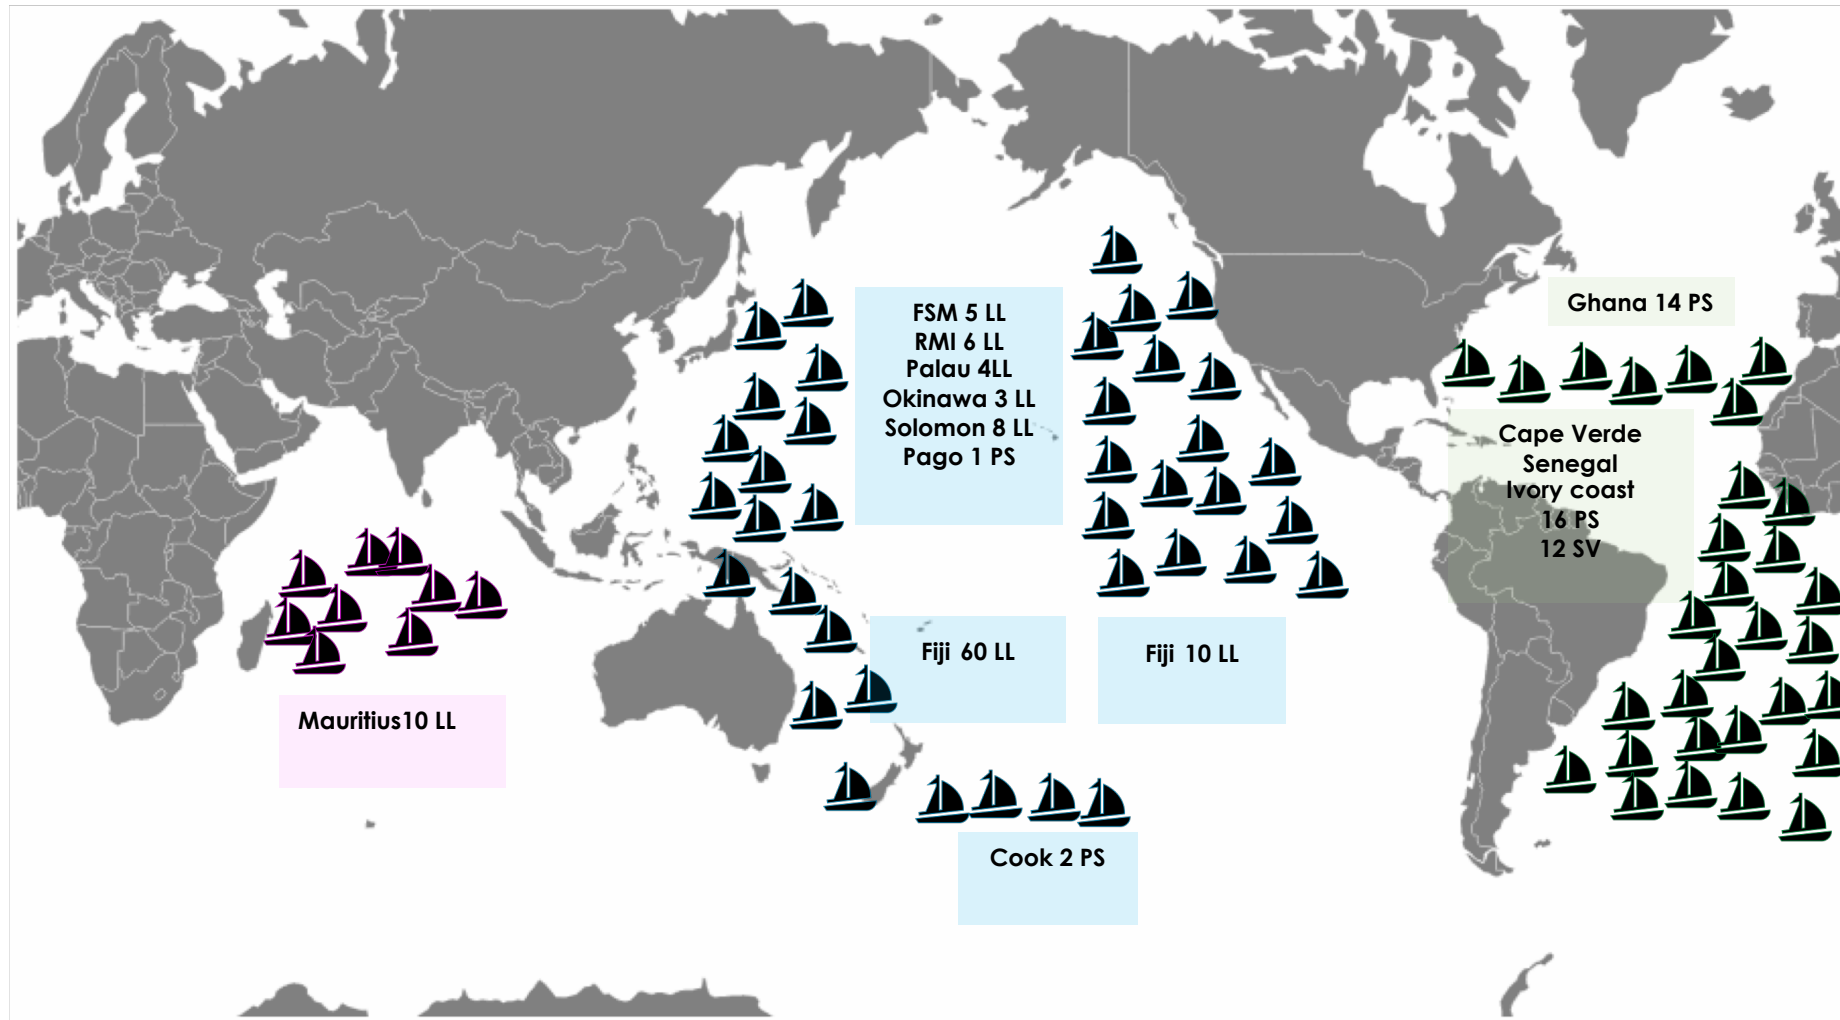 FSM 5 LL
RMI 6 LL
Palau 4LL
Okinawa 3 LL
Solomon 8 LL
Pago 1 PS
Ghana 14 PS
Cape Verde
Senegal
Ivory coast
16 PS
12 SV
Fiji 60 LL
Fiji 10 LL
Mauritius10 LL
Cook 2 PS